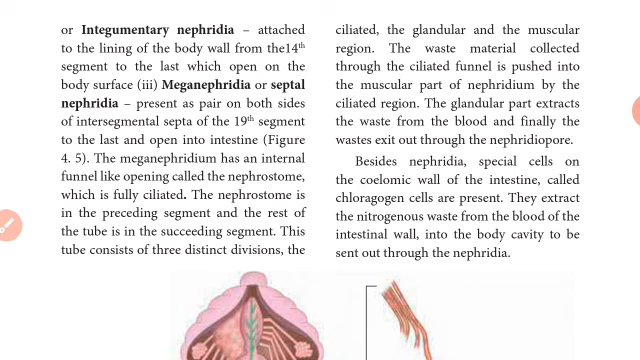 or Integumentary nephridia – attached
to the lining of the body wall from the14th
segment to the last which open on the
body surface (iii) Meganephridia or septal
nephridia – present as pair on both sides
of intersegmental septa of the 19th segment
to the last and open into intestine (Figure
4. 5). The meganephridium has an internal
funnel like opening called the nephrostome,
which is fully ciliated. The nephrostome is
in the preceding segment and the rest of
the tube is in the succeeding segment. This
tube consists of three distinct divisions, the
ciliated, the glandular and the muscular
region. The waste material collected
through the ciliated funnel is pushed into
the muscular part of nephridium by the
ciliated region. The glandular part extracts
the waste from the blood and finally the
wastes exit out through the nephridiopore.
Besides nephridia, special cells on
the coelomic wall of the intestine, called
chloragogen cells are present. They extract
the nitrogenous waste from the blood of the
intestinal wall, into the body cavity to be
sent out through the nephridia.